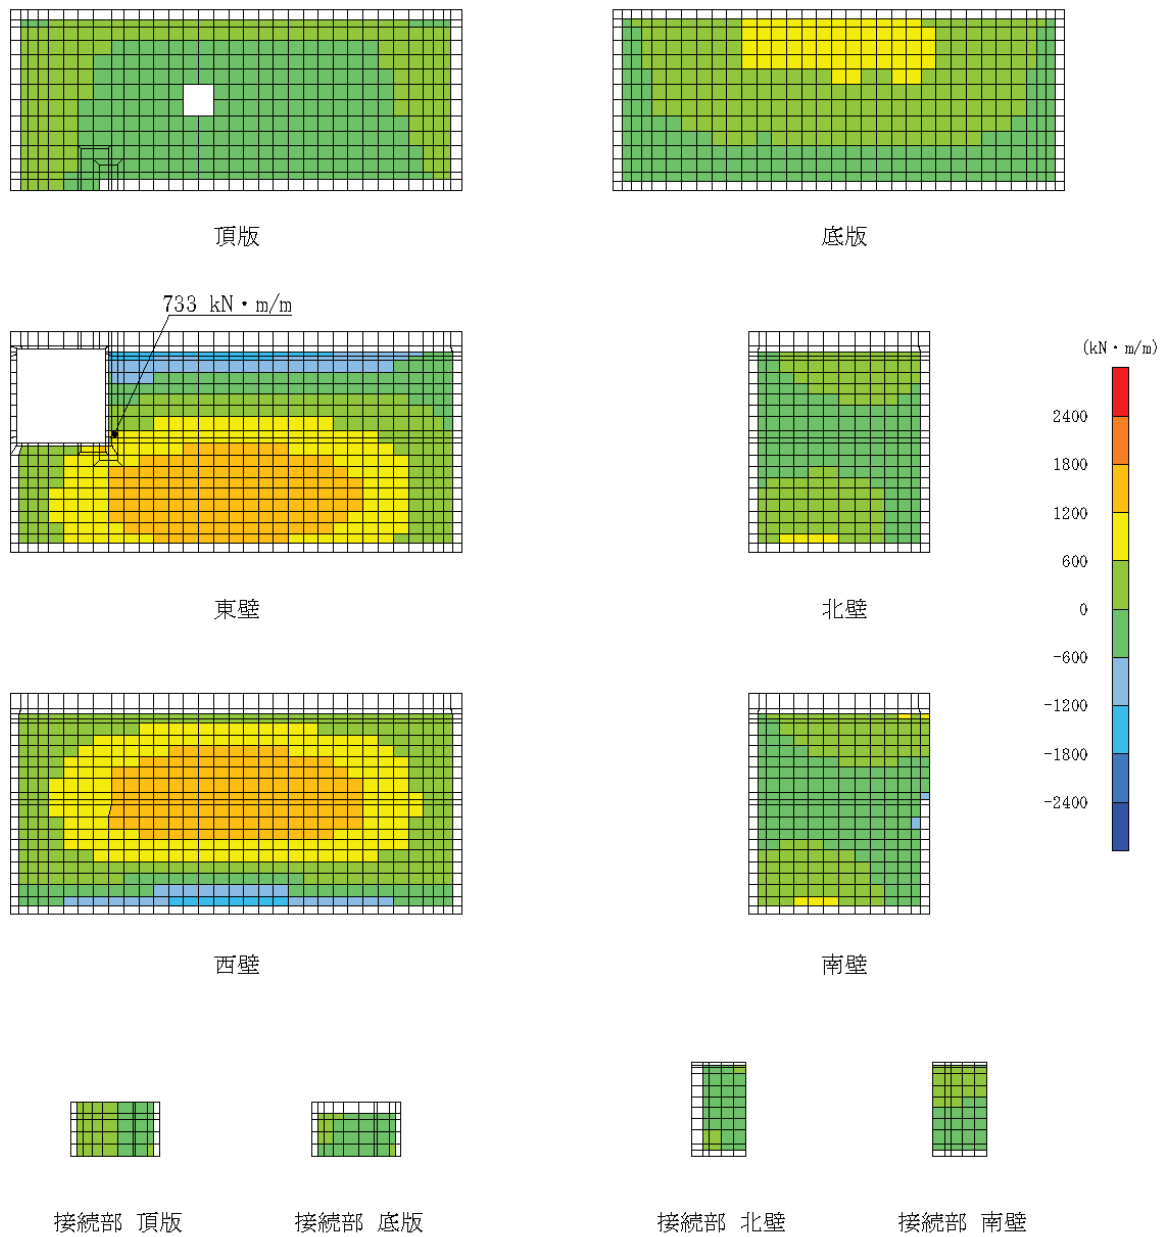 頂版
底版
733 kN・m/m
(kN・m/m)
2400
1800
1200
600
0
-600
-1200
-1800
-2400
東壁
北壁
西壁
南壁
接続部 頂版
接続部 底版
接続部 北壁
接続部 南壁